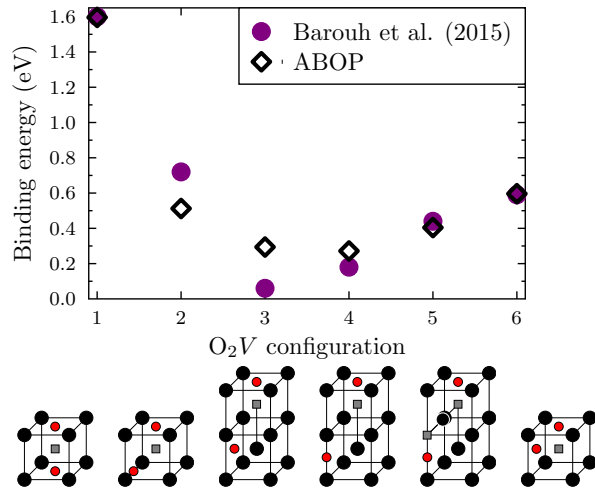 1.6
1.4
1.2
1.0
0.8
0.6
0.4
0.2
0.0
Binding energy (eV)
Barouh et al. (2015)
ABOP
1 2 3 4 5 6
O₂V configuration